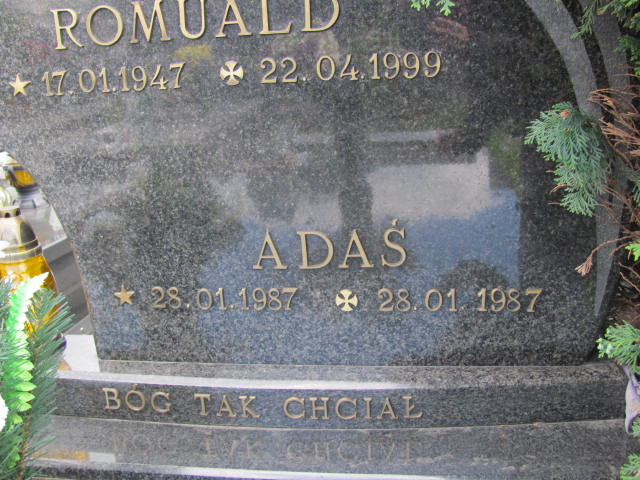 ROMUALD
17.01.1947 22.04.1999
ADAŚ
28.01.1987 28.01.1987
BÓG TAK CHCIAŁ